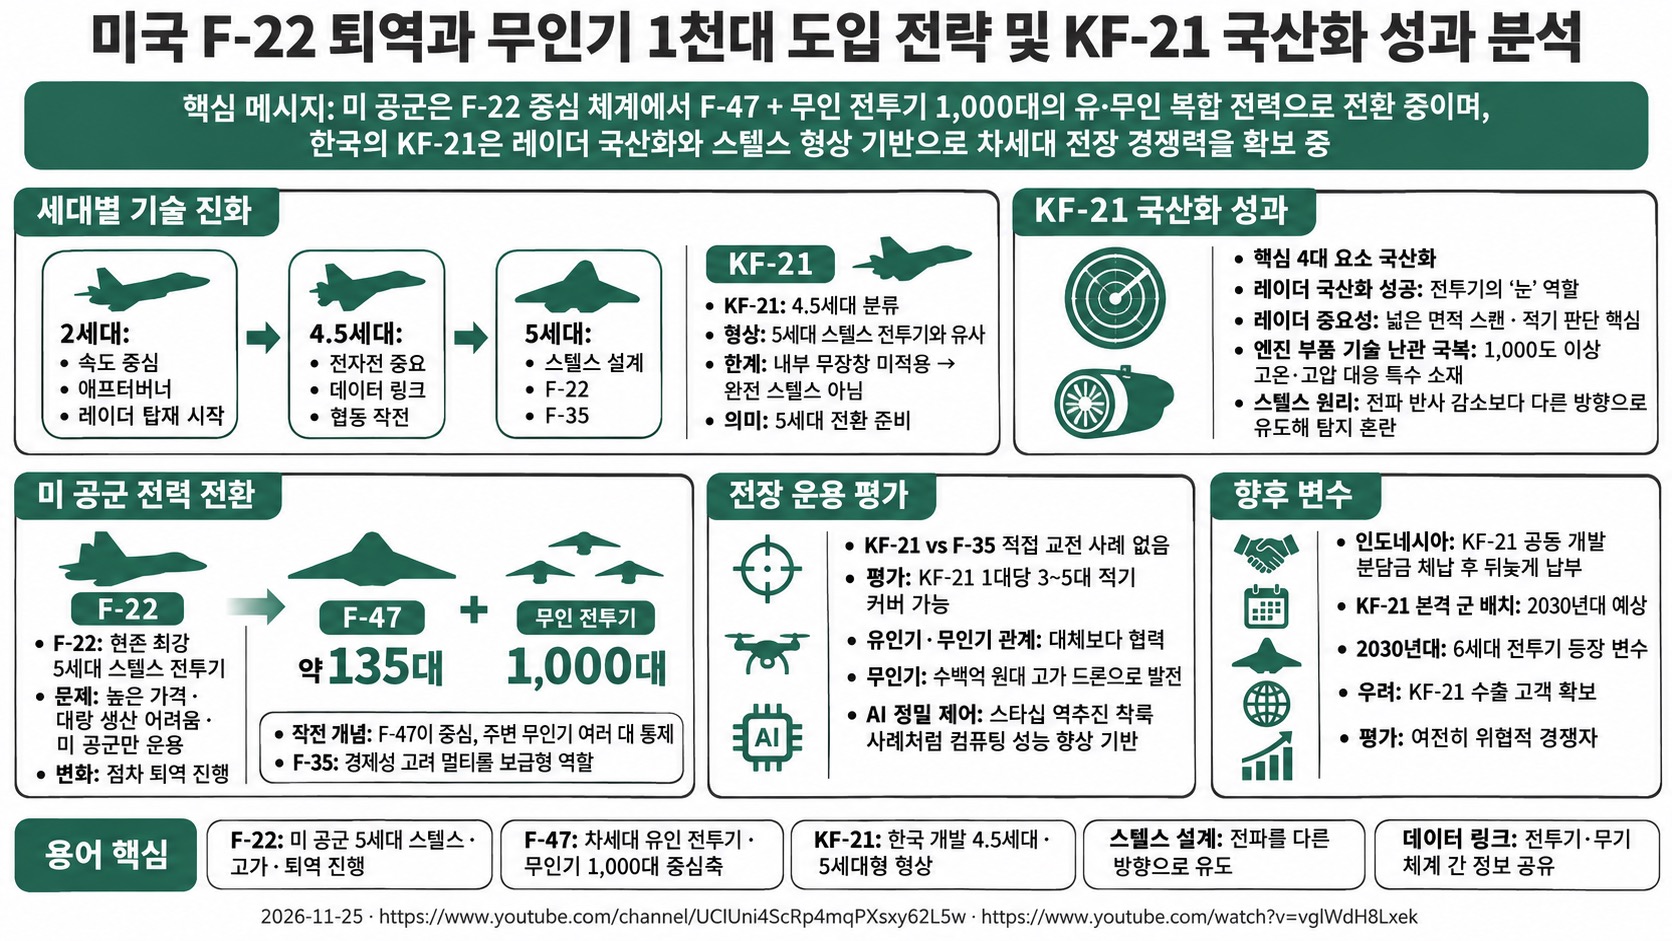 미국 F-22 퇴역과 무인기 1천대 도입 전략 및 KF-21 국산화 성과 분석
핵심 메시지: 미 공군은 F-22 중심 체계에서 F-47 + 무인 전투기 1,000대의 유·무인 복합 전력으로 전환 중이며,
한국의 KF-21은 레이더 국산화와 스텔스 형상 기반으로 차세대 전장 경쟁력을 확보 중
세대별 기술 진화
2세대:
• 속도 중심
• 애프터버너
• 레이더 탑재 시작
4.5세대:
• 전자전 중요
• 데이터 링크
• 협동 작전
5세대:
• 스텔스 설계
• F-22
• F-35
KF-21
• KF-21: 4.5세대 분류
• 형상: 5세대 스텔스 전투기와 유사
• 한계: 내부 무장창 미적용 →
완전 스텔스 아님
• 의미: 5세대 전환 준비
KF-21 국산화 성과
• 핵심 4대 요소 국산화
• 레이더 국산화 성공: 전투기의 ‘눈’ 역할
• 레이더 중요성: 넓은 면적 스캔 · 적기 판단 핵심
• 엔진 부품 기술 난관 국복: 1,000도 이상
고온·고압 대응 특수 소재
• 스텔스 원리: 전파 반사 감소보다 다른 방향으로
유도해 탐지 혼란
미 공군 전력 전환
F-22
• F-22: 현존 최강
5세대 스텔스 전투기
• 문제: 높은 가격 ·
대량 생산 어려움 ·
미 공군만 운용
• 변화: 점차 퇴역 진행
F-47
약 135대
+
무인 전투기
1,000대
• 작전 개념: F-47이 중심, 주변 무인기 여러 대 통제
• F-35: 경제성 고려 멀티롤 보급형 역할
전장 운용 평가
• KF-21 vs F-35 적접 교전 사례 없음
• 평가: KF-21 1대당 3~5대 적기
커버 가능
• 유인기 · 무인기 관계: 대체보다 협력
• 무인기: 수백억 원대 고가 드론으로 발전
AI
• AI 정밀 제어: 스타십 역추진 착륙
사례처럼 컴퓨팅 성능 향상 기반
향후 변수
• 인도네시아: KF-21 공동 개발
분담금 체납 후 뒤늦게 납부
• KF-21 본격 군 배치: 2030년대 예상
• 2030년대: 6세대 전투기 등장 변수
• 우려: KF-21 수출 고객 확보
• 평가: 여전히 위협적 경쟁자
용어 핵심
F-22: 미 공군 5세대 스텔스 ·
고가 · 퇴역 진행
F-47: 차세대 유인 전투기 ·
무인기 1,000대 중심축
KF-21: 한국 개발 4.5세대 ·
5세대형 형상
스텔스 설계: 전파를 다른
방향으로 유도
데이터 링크: 전투기·무기
체계 간 정보 공유
2026-11-25 · https://www.youtube.com/channel/UCIUni4ScRp4mqPXsxy62L5w · https://www.youtube.com/watch?v=vglWdH8Lxek